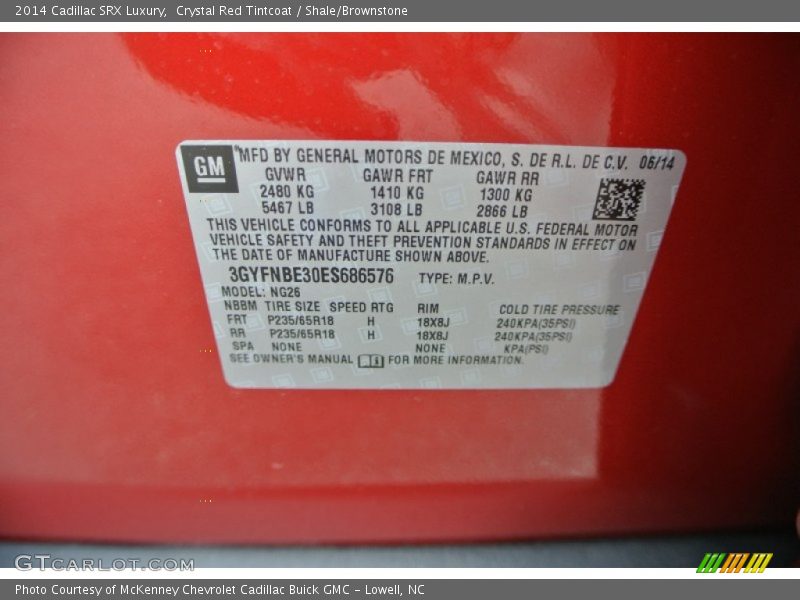 2014 Cadillac SRX Luxury, Crystal Red Tintcoat / Shale/Brownstone
GM
MFD BY GENERAL MOTORS DE MEXICO, S. DE R.L. DE C.V. 06/14
GVWR GAWR FRT GAWR RR
2480 KG 1410 KG 1300 KG
5467 LB 3108 LB 2866 LB
THIS VEHICLE CONFORMS TO ALL APPLICABLE U.S. FEDERAL MOTOR
VEHICLE SAFETY AND THEFT PREVENTION STANDARDS IN EFFECT ON
THE DATE OF MANUFACTURE SHOWN ABOVE.
3GYFNBE30ES686576 TYPE: M.P.V.
MODEL: NG26
NBBM TIRE SIZE SPEED RTG RIM COLD TIRE PRESSURE
FRT P235/65R18 H 18X8J 240KPA(35PSI)
RR P235/65R18 H 18X8J 240KPA(35PSI)
SPA NONE NONE KPA(PSI)
SEE OWNER'S MANUAL FOR MORE INFORMATION.
GTCARLOT.COM
Photo Courtesy of McKenney Chevrolet Cadillac Buick GMC - Lowell, NC